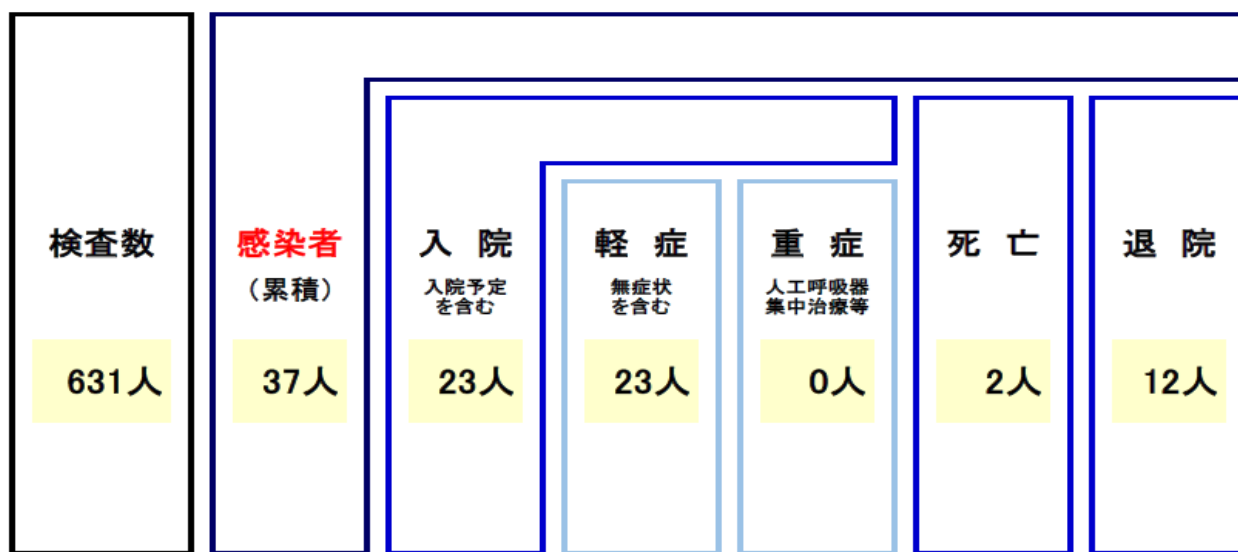 検査数
631人
感染者
（累積）
37人
入 院
入院予定
を含む
23人
軽 症
無症状
を含む
23人
重 症
人工呼吸器
集中治療等
0人
死 亡
2人
退 院
12人